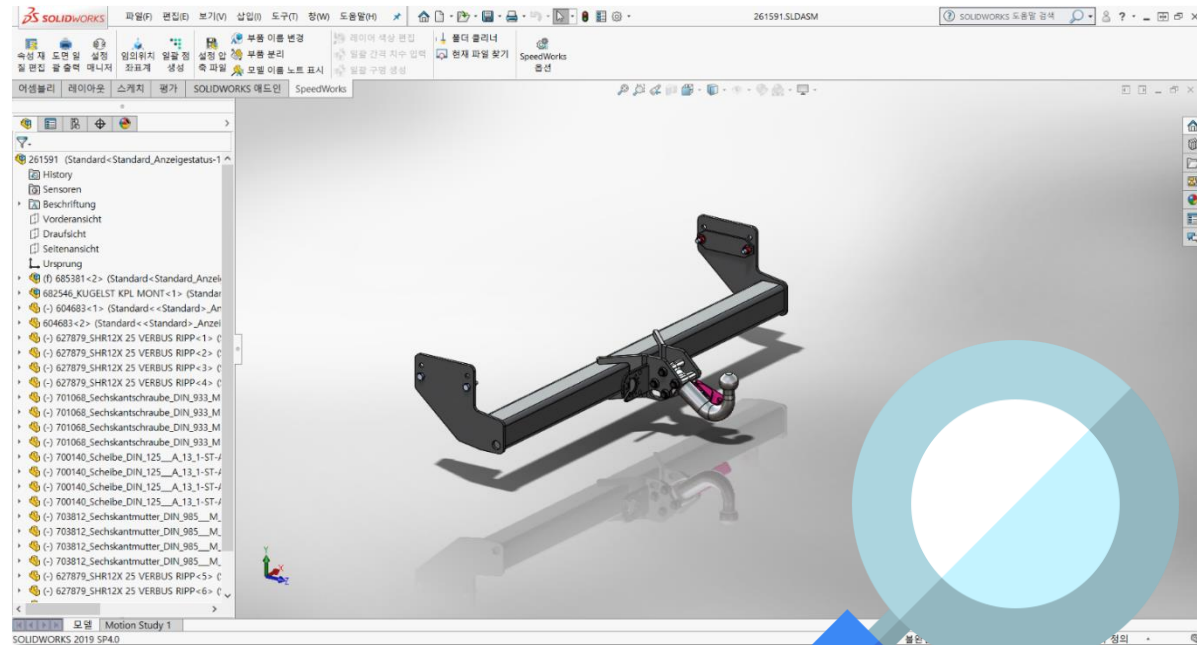 SOLIDWORKS 파일(F) 편집(E) 보기(V) 삽입(I) 도구(T) 창(W) 도움말(H) 261591.SLDASM SOLIDWORKS 도움말 검색
속성 재질 편집
도면 일괄 출력
설정 매니저
임의위치 좌표계
일괄 점 생성
설정 압축 파일
부품 이름 변경
부품 분리
모델 이름 노트 표시
레이어 색상 편집
일괄 간격 치수 입력
일괄 구멍 생성
폴더 클리너
현재 파일 찾기
SpeedWorks 옵션
어셈블리 레이아웃 스케치 평가 SOLIDWORKS 애드인 SpeedWorks
261591 (Standard<Standard_Anzeigestatus-1
History
Sensoren
Beschriftung
Vorderansicht
Draufsicht
Seitenansicht
Ursprung
(f) 685381<2> (Standard<Standard_Anzei
682546_KUGELST KPL MONT<1> (Standar
(-) 604683<1> (Standard<<Standard>_An
604683<2> (Standard<<Standard>_Anzei
(-) 627879_SHR12X 25 VERBUS RIPP<1> (
(-) 627879_SHR12X 25 VERBUS RIPP<2> (
(-) 627879_SHR12X 25 VERBUS RIPP<3> (
(-) 627879_SHR12X 25 VERBUS RIPP<4> (
(-) 701068_Sechskantschraube_DIN_933_M
(-) 701068_Sechskantschraube_DIN_933_M
(-) 701068_Sechskantschraube_DIN_933_M
(-) 701068_Sechskantschraube_DIN_933_M
(-) 700140_Scheibe_DIN_125__A_13_1-ST-
(-) 700140_Scheibe_DIN_125__A_13_1-ST-
(-) 700140_Scheibe_DIN_125__A_13_1-ST-
(-) 700140_Scheibe_DIN_125__A_13_1-ST-
(-) 703812_Sechskantmutter_DIN_985__M_
(-) 703812_Sechskantmutter_DIN_985__M_
(-) 703812_Sechskantmutter_DIN_985__M_
(-) 703812_Sechskantmutter_DIN_985__M_
(-) 627879_SHR12X 25 VERBUS RIPP<5> (
(-) 627879_SHR12X 25 VERBUS RIPP<6> (
Y
X
Z
모델 Motion Study 1
SOLIDWORKS 2019 SP4.0 정의